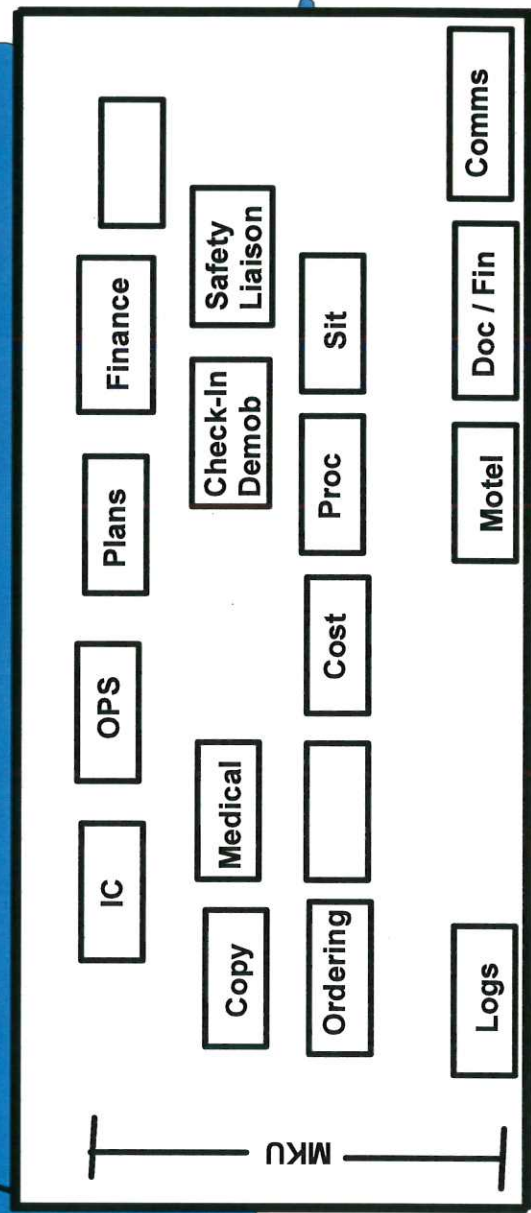 IC
OPS
Plans
Finance
Copy
Medical
Check-In
Demob
Safety
Liaison
Ordering
Cost
Proc
Sit
Logs
Motel
Doc / Fin
Comms
MKU